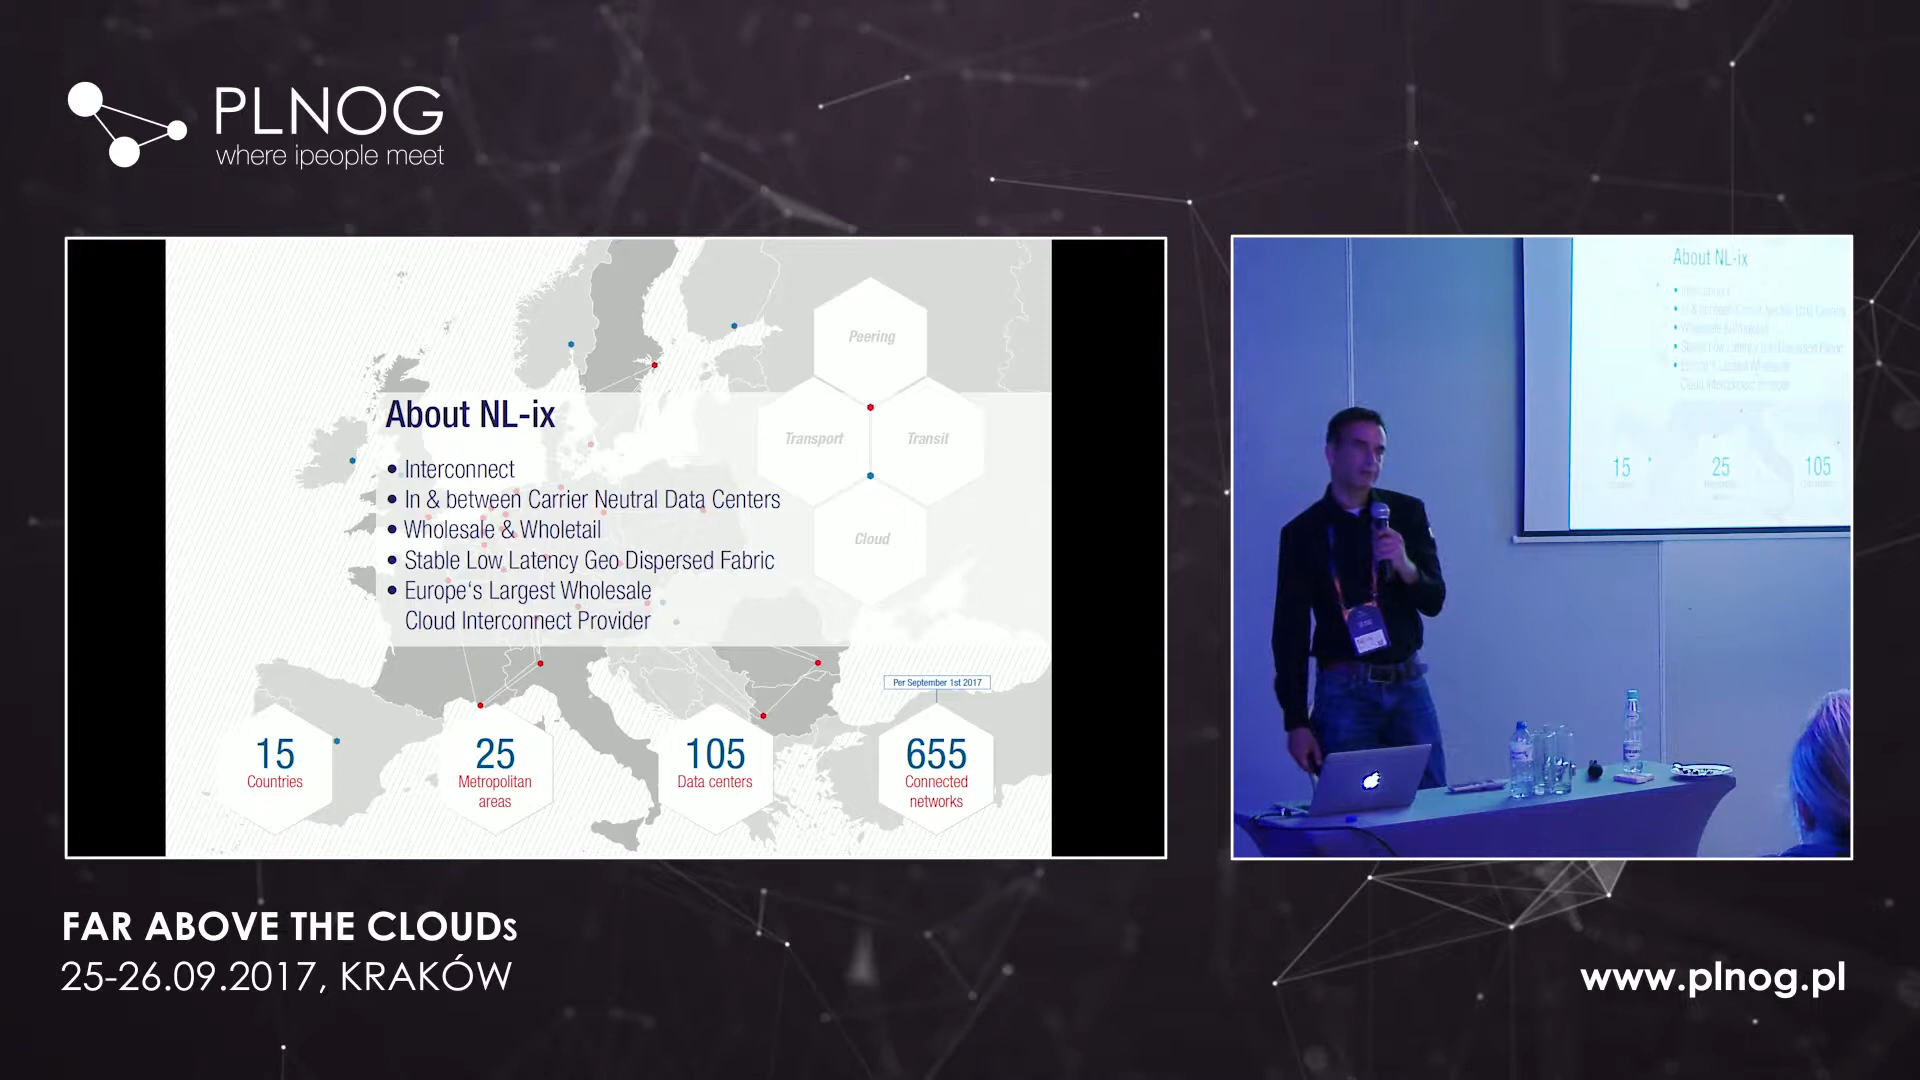 PLNOG
where ipeople meet
Peering
Transport
Transit
Cloud
About NL-ix
• Interconnect
• In & between Carrier Neutral Data Centers
• Wholesale & Wholetail
• Stable Low Latency Geo Dispersed Fabric
• Europe's Largest Wholesale
Cloud Interconnect Provider
Per September 1st 2017
15
Countries
25
Metropolitan
areas
105
Data centers
655
Connected
networks
About NL-ix
15
25
105
FAR ABOVE THE CLOUDs
25-26.09.2017, KRAKÓW
www.plnog.pl